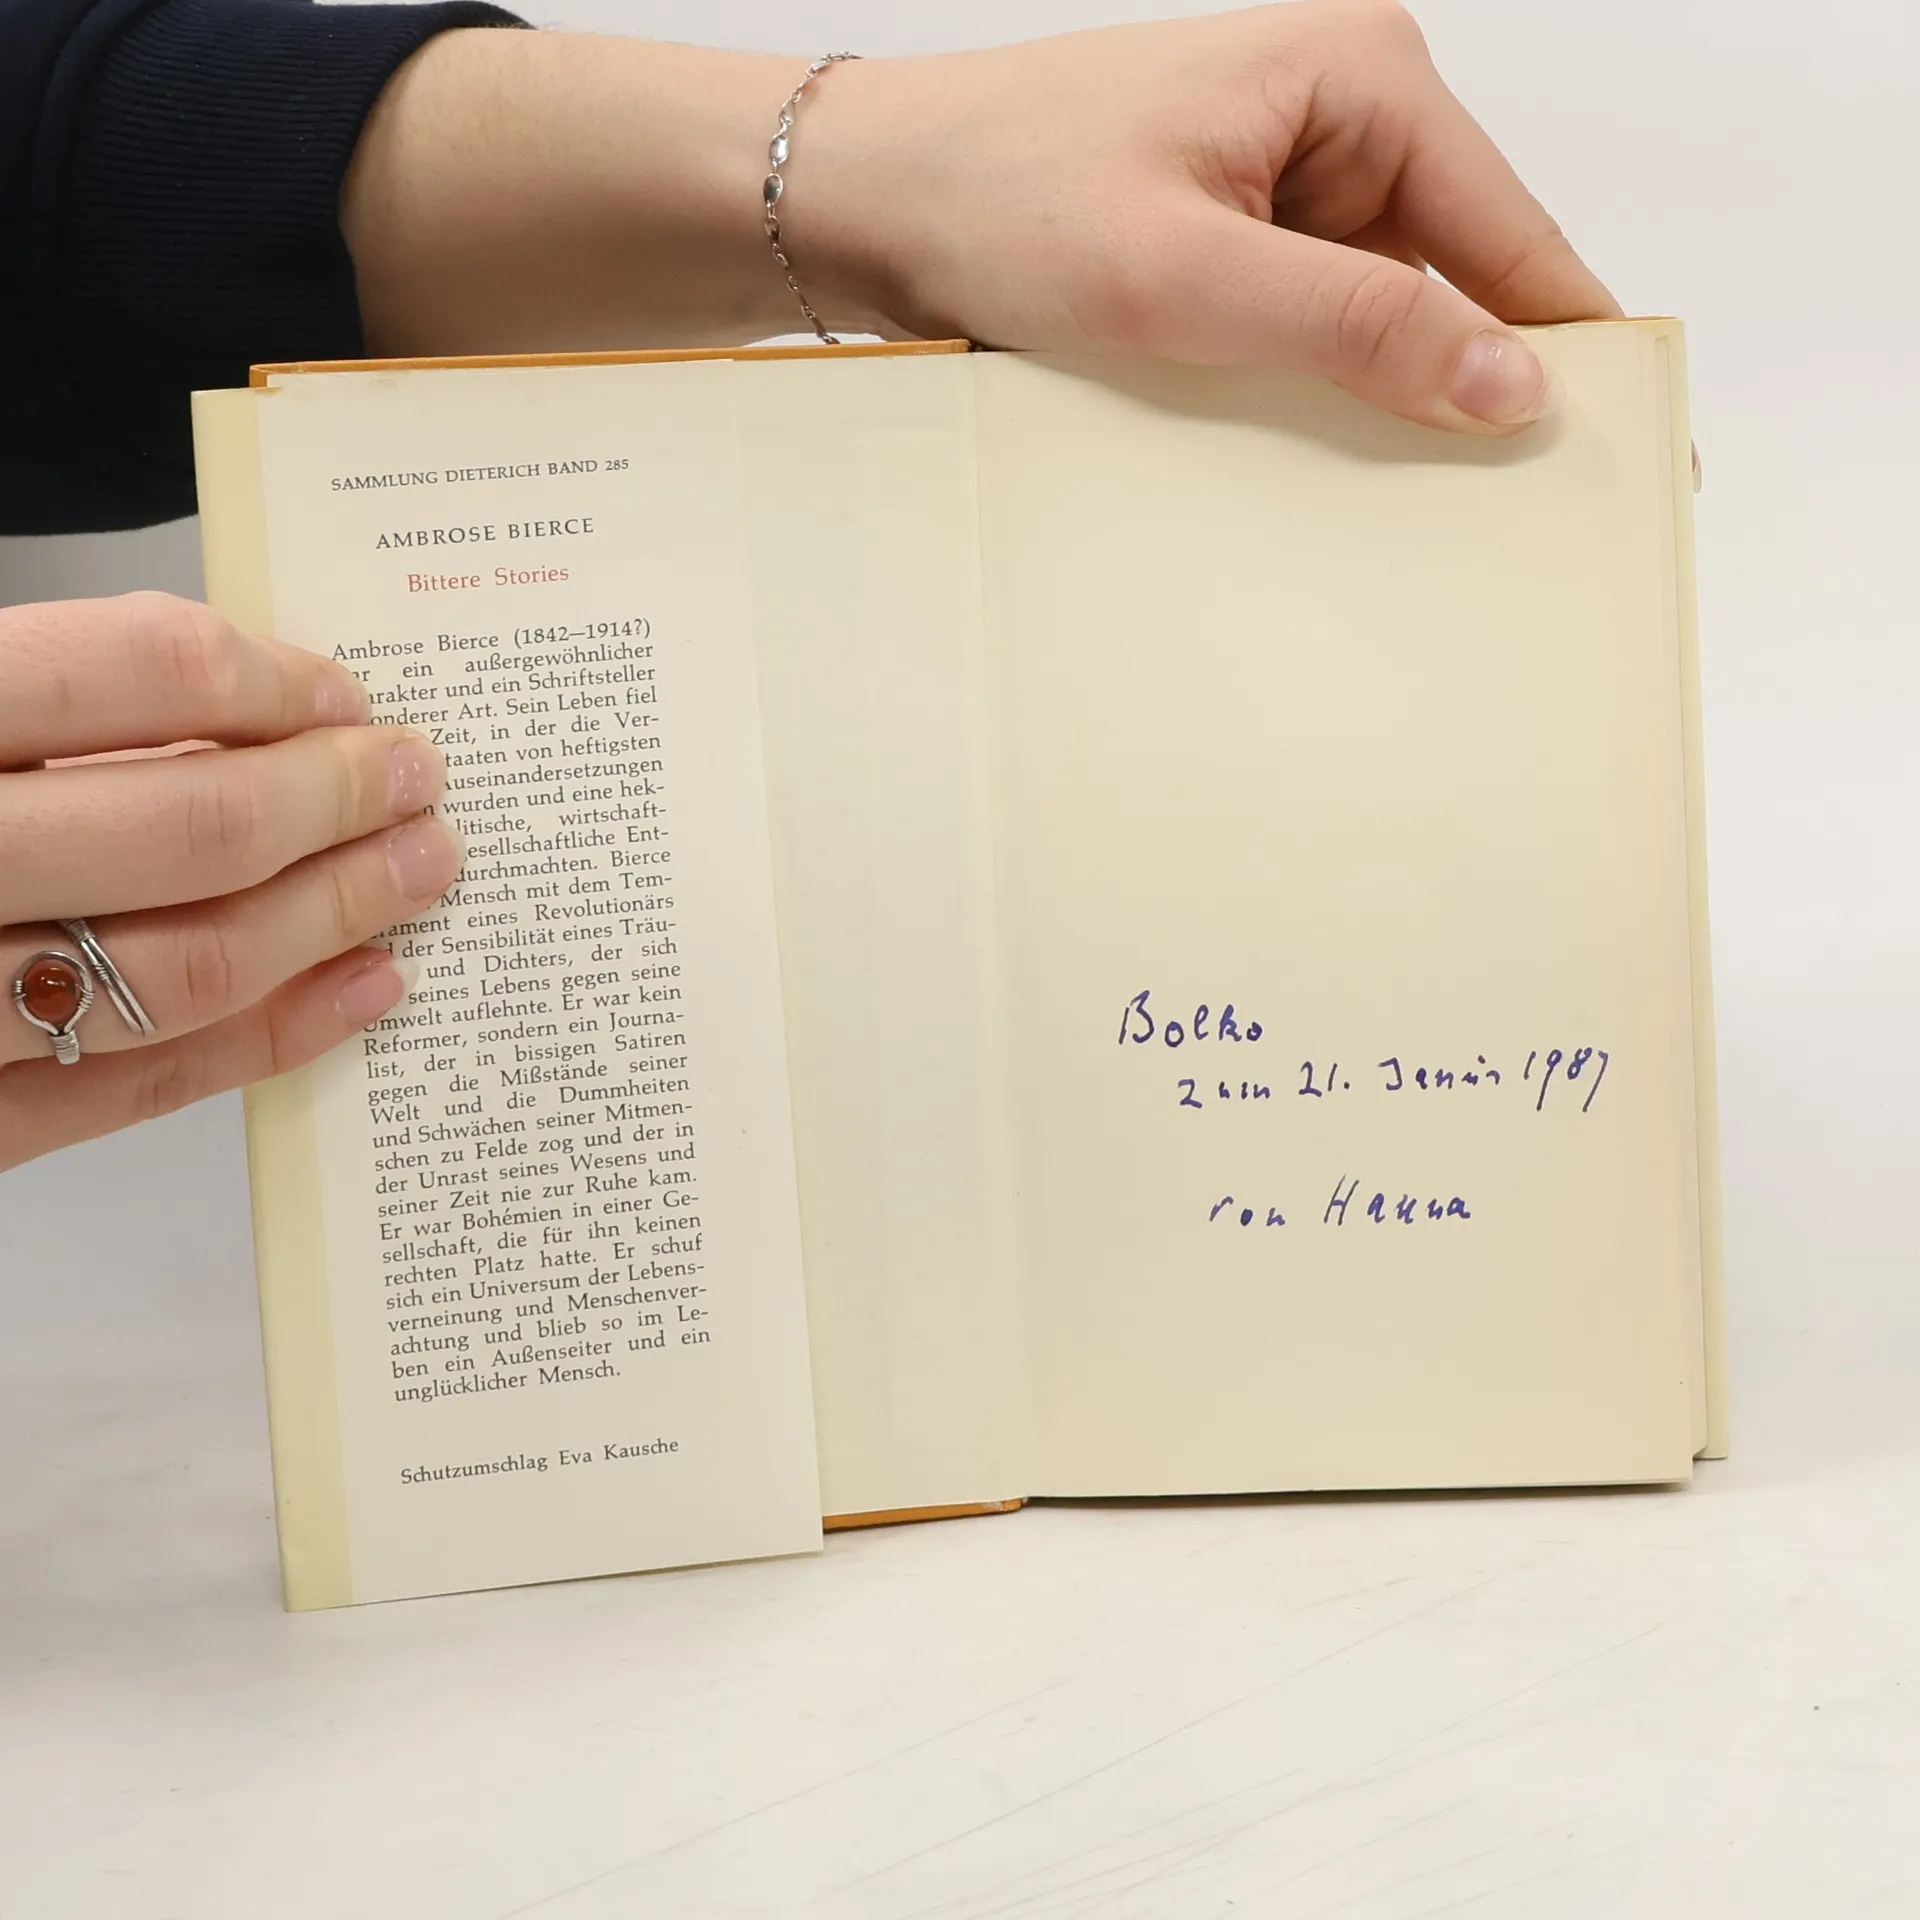 SAMMLUNG DIETERICH BAND 285
AMBROSE BIERCE
Bittere Stories
Ambrose Bierce (1842–1914?)
ein außergewöhnlicher
und ein Schriftsteller
Art. Sein Leben fiel
Zeit, in der die Ver-
von heftigsten
wurden und eine hek-
wirtschaft-
Ent-
durchmachten. Bierce
Mensch mit dem Tem-
eines Revolutionärs
der Sensibilität eines Träu-
und Dichters, der sich
seines Lebens gegen seine
Umwelt auflehnte. Er war kein
Reformer, sondern ein Journa-
list, der in bissigen Satiren
gegen die Mißstände seiner
Welt und die Dummheiten
und Schwächen seiner Mitmen-
schen zu Felde zog und der in
der Unrast seines Wesens und
seiner Zeit nie zur Ruhe kam.
Er war Bohémien in einer Ge-
sellschaft, die für ihn keinen
rechten Platz hatte. Er schuf
sich ein Universum der Lebens-
verneinung und Menschenver-
achtung und blieb so im Le-
ben ein Außenseiter und ein
unglücklicher Mensch.
Schutzumschlag Eva Kausche
Bolko
zum 21. Januar 1987
von Hanna